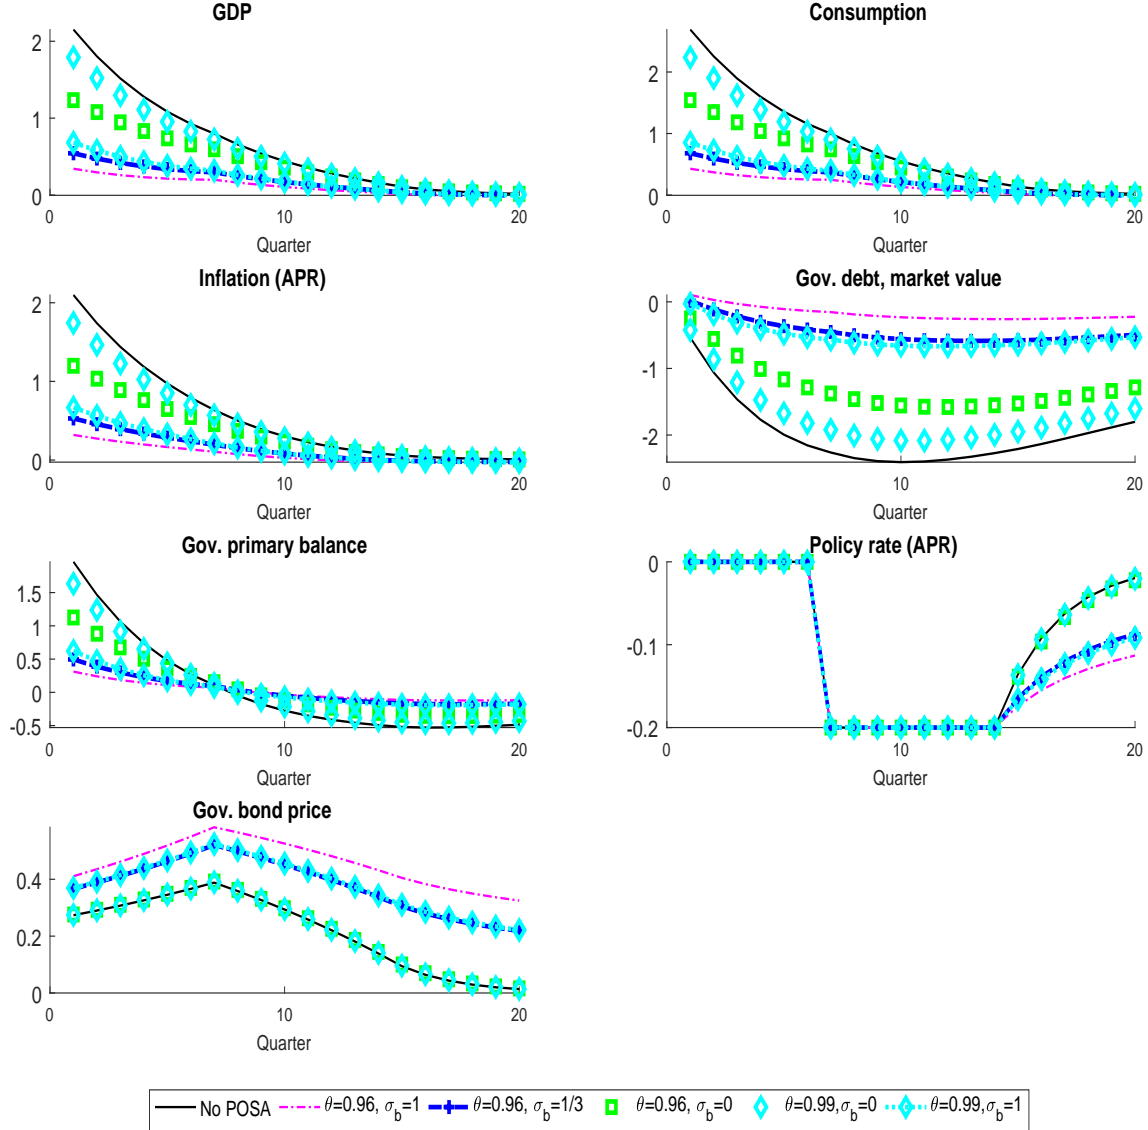 GDP
2
1
0
0
10
20
Quarter
Consumption
2
1
0
0
10
20
Quarter
Inflation (APR)
2
1
0
0
10
20
Quarter
Gov. debt, market value
0
-1
-2
0
10
20
Quarter
Gov. primary balance
1.5
1
0.5
0
-0.5
0
10
20
Quarter
Policy rate (APR)
0
-0.1
-0.2
0
10
20
Quarter
Gov. bond price
0.4
0.2
0
0
10
20
Quarter
No POSA θ=0.96, σb=1 θ=0.96, σb=1/3 θ=0.96, σb=0 θ=0.99,σb=0 θ=0.99,σb=1